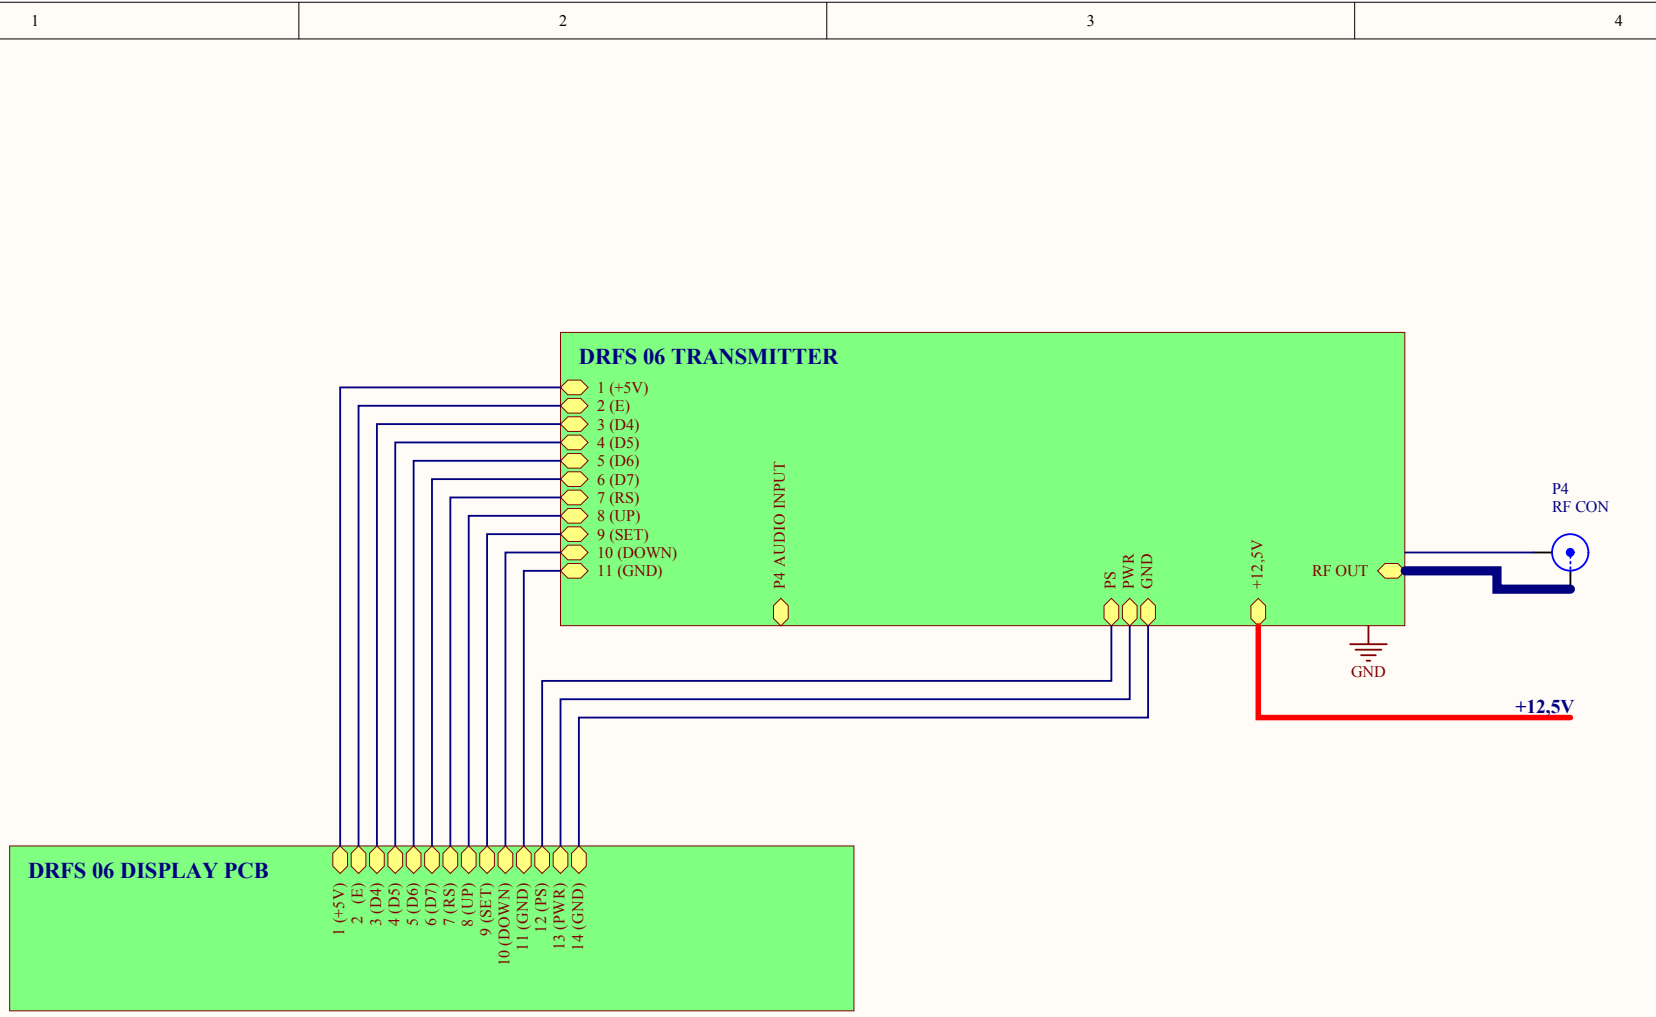 1
2
3
4
DRFS 06 TRANSMITTER
1 (+5V)
2 (E)
3 (D4)
4 (D5)
5 (D6)
6 (D7)
7 (RS)
8 (UP)
9 (SET)
10 (DOWN)
11 (GND)
P4 AUDIO INPUT
PS
PWR
GND
+12,5V
RF OUT
P4
RF CON
GND
+12,5V
DRFS 06 DISPLAY PCB
1 (+5V)
2 (E)
3 (D4)
4 (D5)
5 (D6)
6 (D7)
7 (RS)
8 (UP)
9 (SET)
10 (DOWN)
11 (GND)
12 (PS)
13 (PWR)
14 (GND)